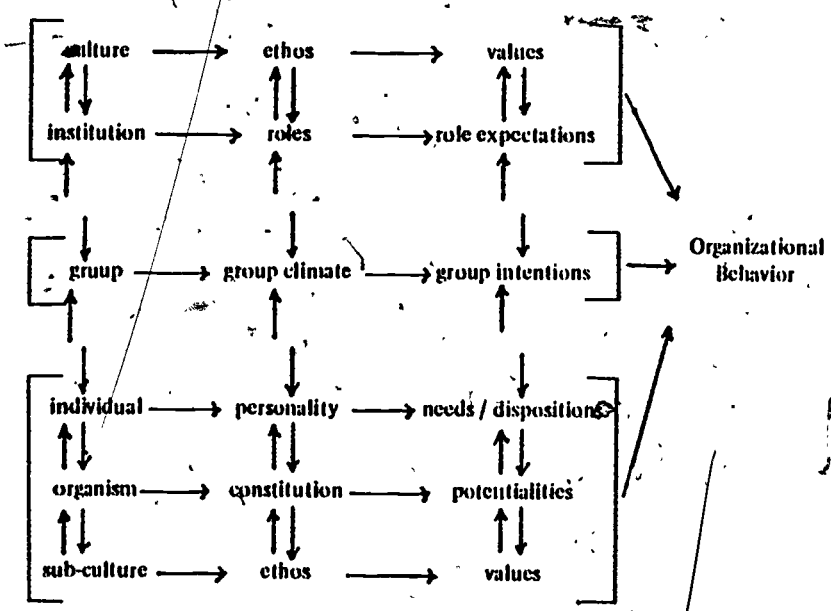 culture ethos values
institution roles role expectations
group group climate group intentions
Organizational
Behavior
individual personality needs / dispositions
organism constitution potentialities
sub-culture ethos values